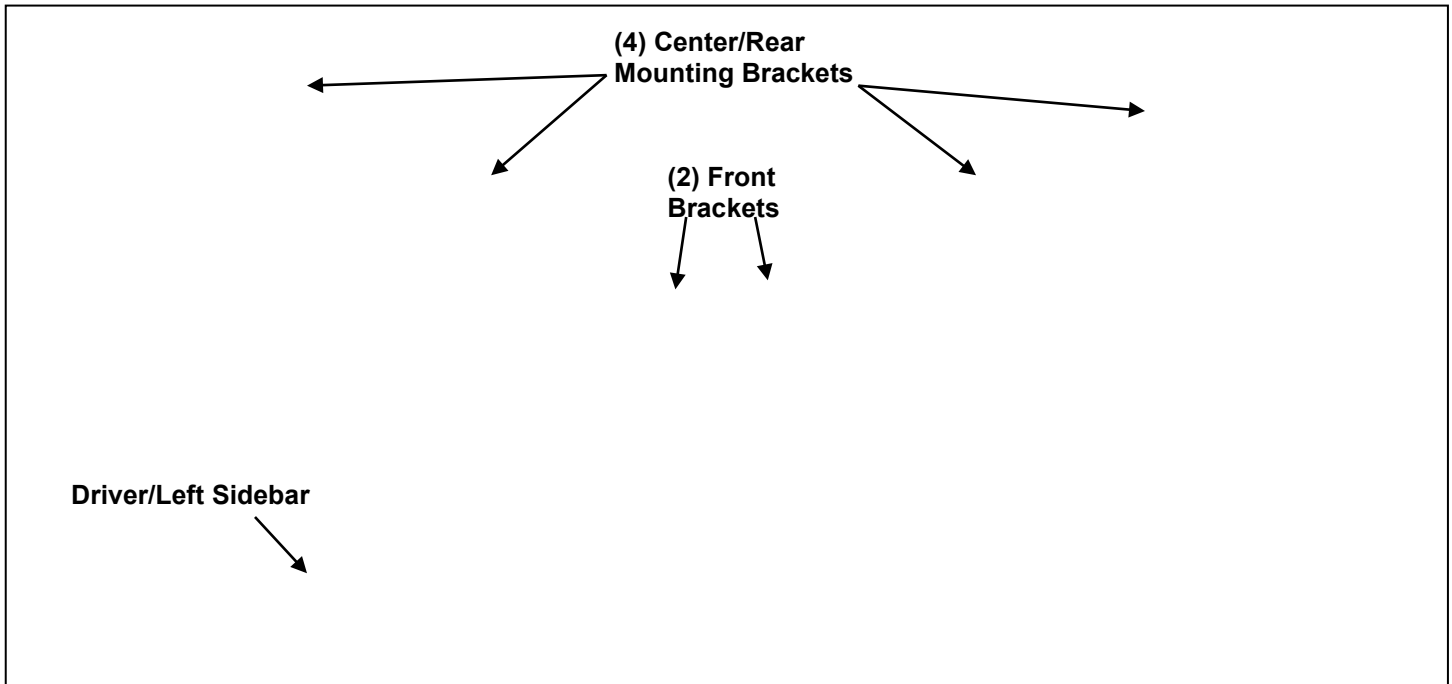 (4) Center/Rear
Mounting Brackets
(2) Front
Brackets
Driver/Left Sidebar